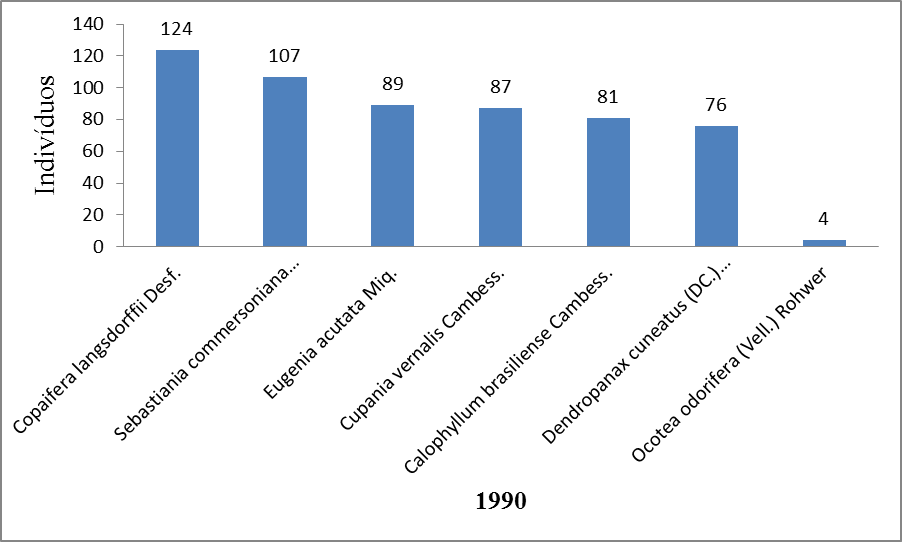 140
120
100
80
60
40
20
0
Indivíduos
124
107
89
87
81
76
4
Copaifera langsdorffii Desf.
Sebastiania commersoniana...
Eugenia acutata Miq.
Cupania vernalis Cambess.
Calophyllum brasiliense Cambess.
Dendropanax cuneatus (DC.)...
Ocotea odorifera (Vell.) Rohwer
1990